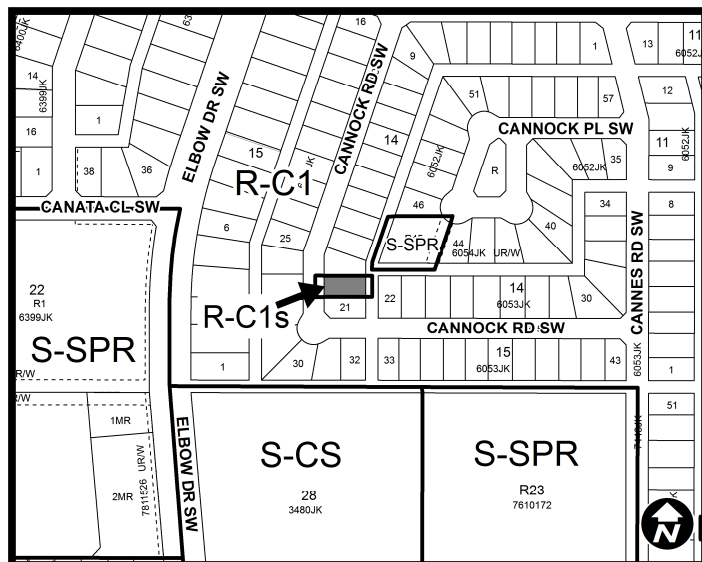 16
13
11
6052JK
1
9
6399JK
14
51
57
12
16
1
CANNOCK RD SW
ELBOW DR SW
CANNOCK PL SW
11
6052JK
15
14
6052JK
6052JK
35
9
1
38
36
R-C1
R
CANATA CL SW
46
34
8
S-SPR
44
40
6
25
6054JK UR/W
CANNES RD SW
22
R1
6399JK
14
6053JK
30
22
21
R-C1s
CANNOCK RD SW
S-SPR
15
6053JK
6053JK
1
30
32
33
43
1
R/W
51
1MR
S-CS
S-SPR
ELBOW DR SW
7811526 UR/W
2MR
28
3480JK
R23
7610172
N